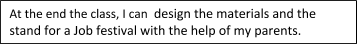 At the end the class, I can  design the materials and the
stand for a Job festival with the help of my parents.